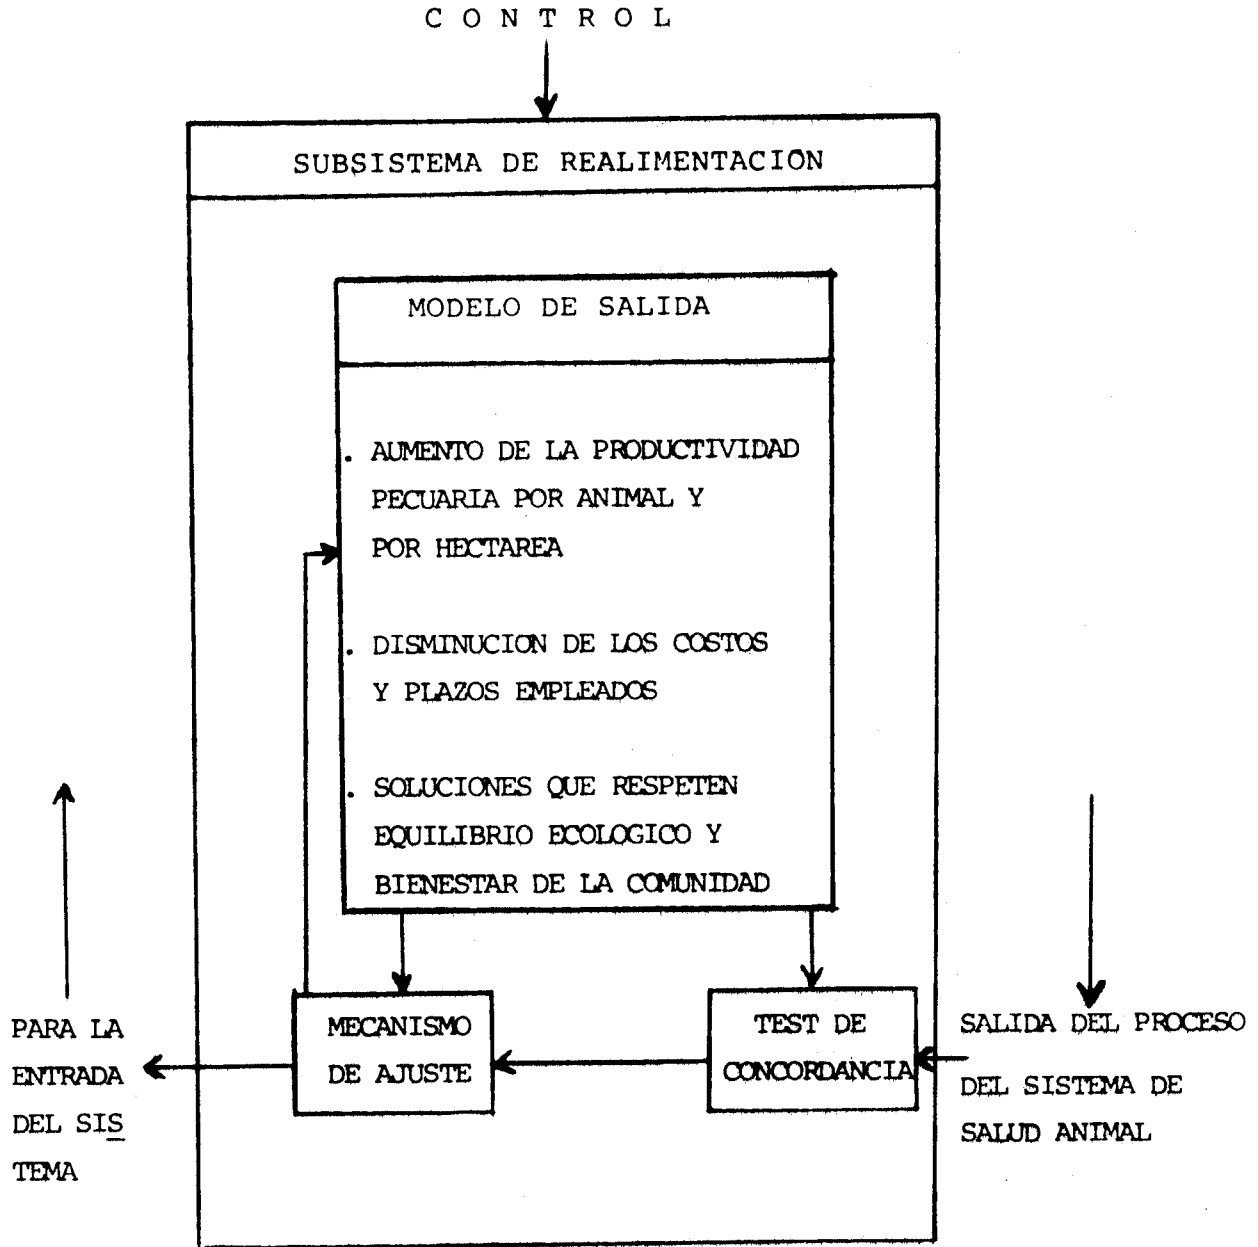 C O N T R O L
SUBSISTEMA DE REALIMENTACION
MODELO DE SALIDA
. AUMENTO DE LA PRODUCTIVIDAD
PECUARIA POR ANIMAL Y
POR HECTAREA
. DISMINUCION DE LOS COSTOS
Y PLAZOS EMPLEADOS
. SOLUCIONES QUE RESPETEN
EQUILIBRIO ECOLOGICO Y
BIENESTAR DE LA COMUNIDAD
MECANISMO
DE AJUSTE
TEST DE
CONCORDANCIA
PARA LA
ENTRADA
DEL SIS
TEMA
SALIDA DEL PROCESO
DEL SISTEMA DE
SALUD ANIMAL